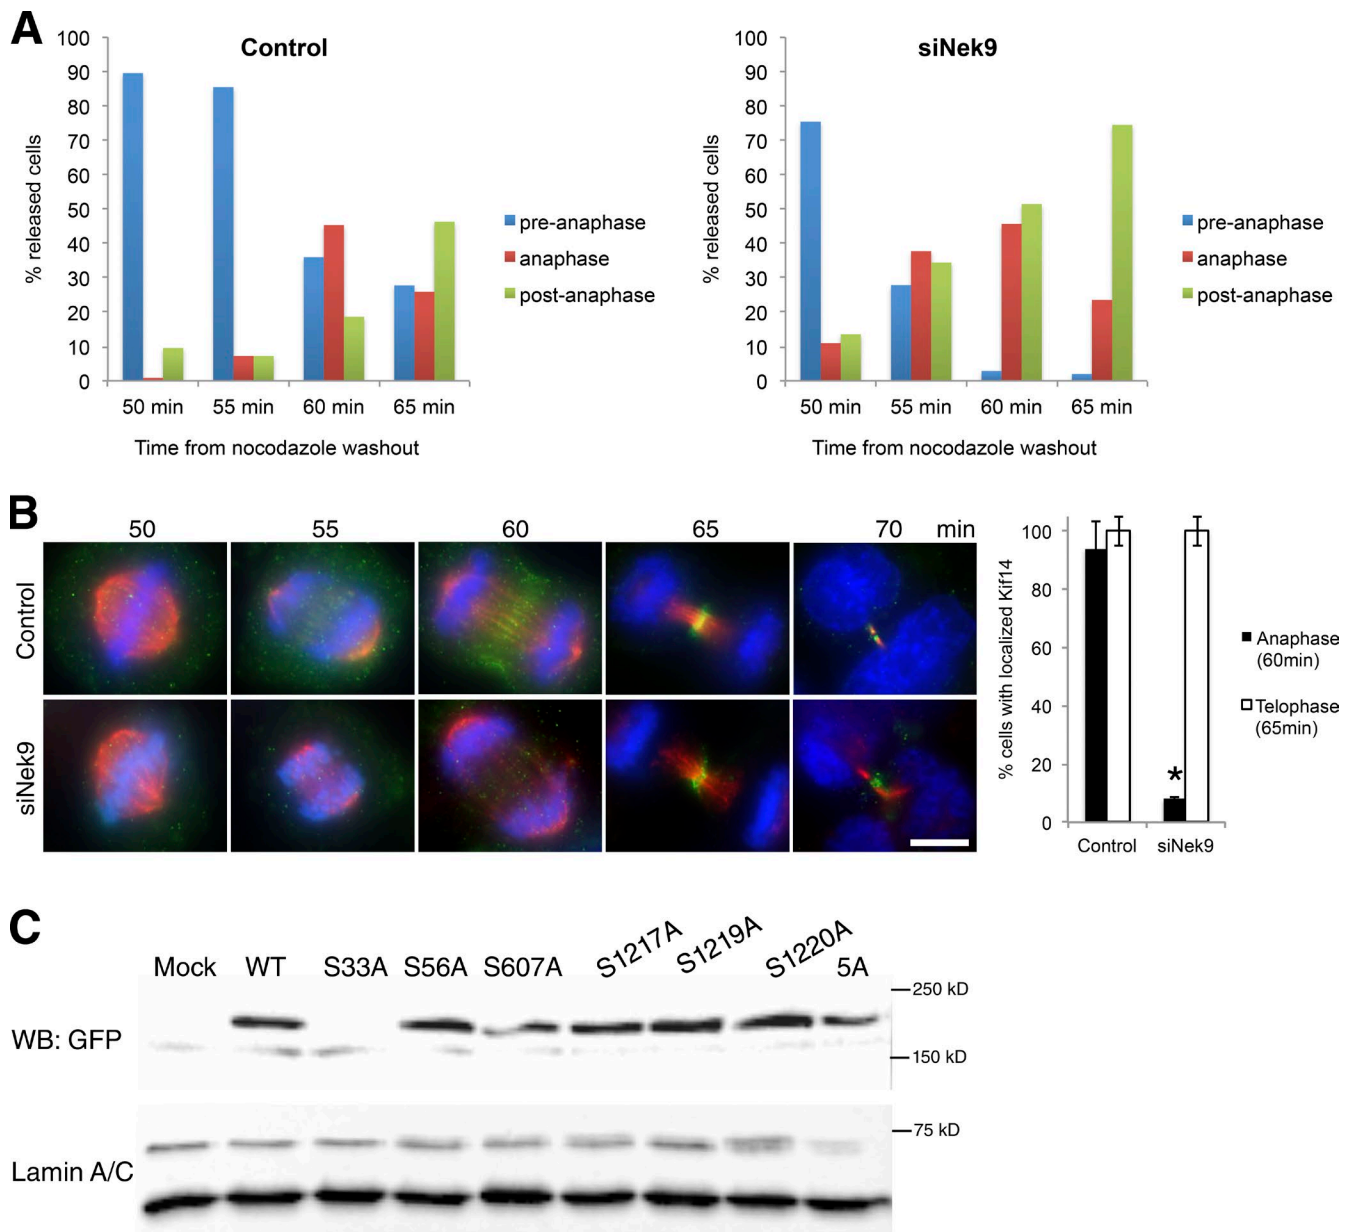 A
Control
siNek9
100
90
80
70
60
50
40
30
20
10
0
% released cells
50 min 55 min 60 min 65 min
Time from nocodazole washout
pre-anaphase
anaphase
post-anaphase
100
90
80
70
60
50
40
30
20
10
0
% released cells
50 min 55 min 60 min 65 min
Time from nocodazole washout
pre-anaphase
anaphase
post-anaphase
B
50 55 60 65 70 min
Control
siNek9
% cells with localized Kif14
100
80
60
40
20
0
*
Control siNek9
Anaphase
(60min)
Telophase
(65min)
C
Mock WT S33A S56A S607A S1217A S1219A S1220A 5A
WB: GFP
250 kD
150 kD
Lamin A/C
75 kD